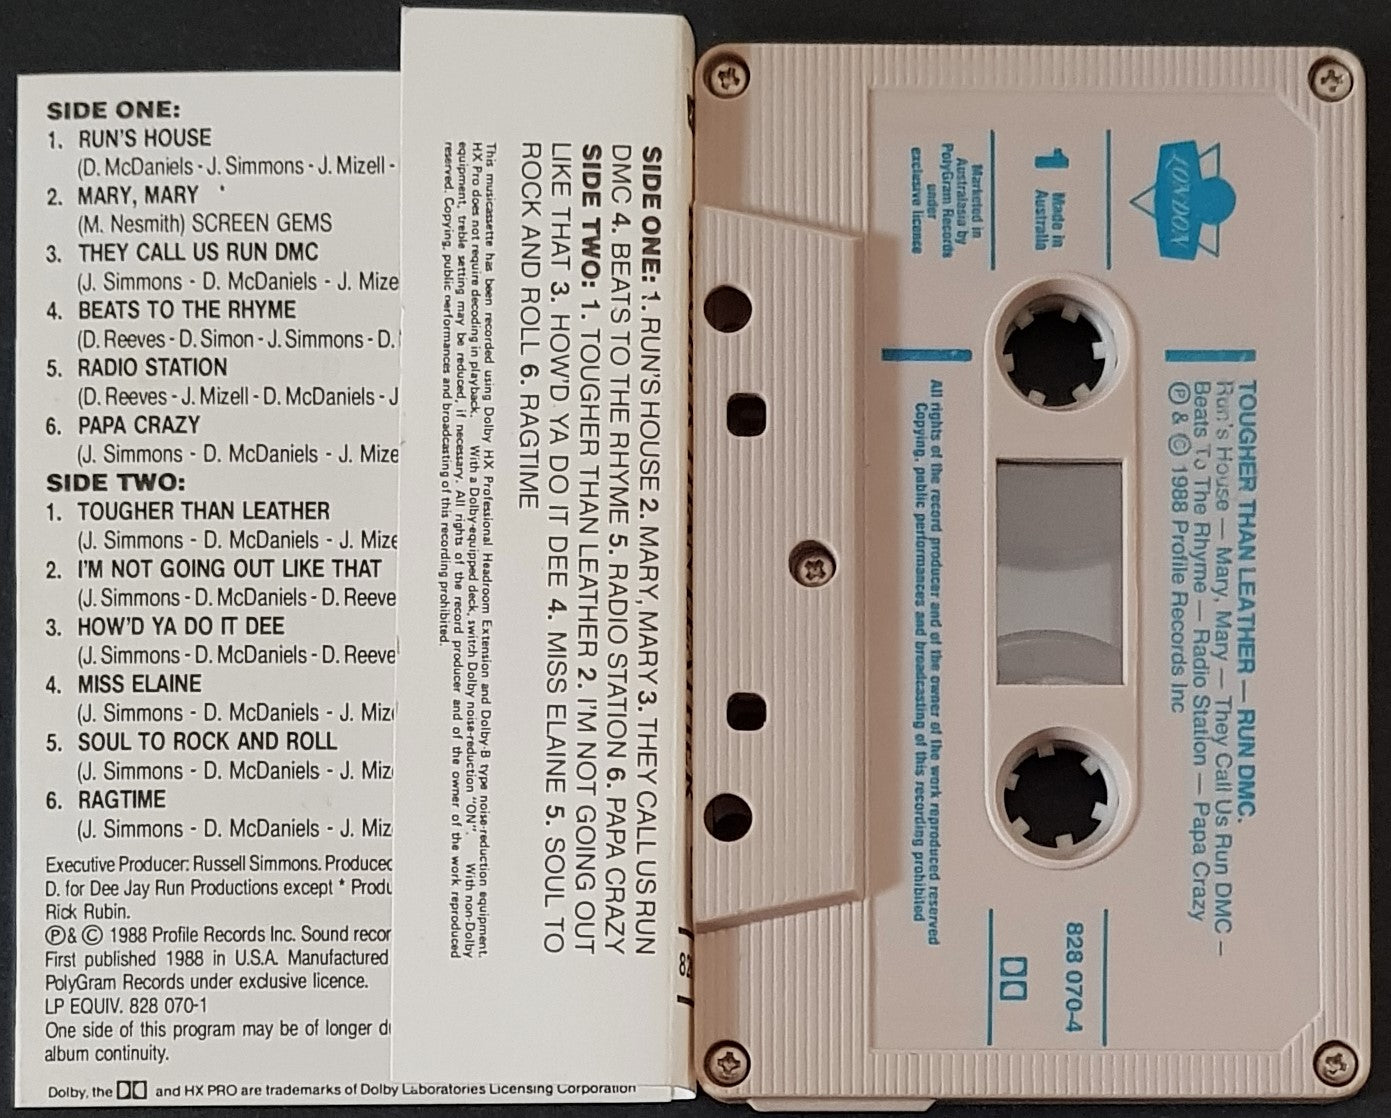 SIDE ONE:
1. RUN'S HOUSE
(D. McDaniels - J. Simmons - J. Mizell -
2. MARY, MARY
(M. Nesmith) SCREEN GEMS
3. THEY CALL US RUN DMC
(J. Simmons - D. McDaniels - J. Mize
4. BEATS TO THE RHYME
(D. Reeves - D. Simon - J. Simmons - D.
5. RADIO STATION
(D. Reeves - J. Mizell - D. McDaniels - J
6. PAPA CRAZY
(J. Simmons - D. McDaniels - J. Mize
SIDE TWO:
1. TOUGHER THAN LEATHER
(J. Simmons - D. McDaniels - J. Mize
2. I'M NOT GOING OUT LIKE THAT
(J. Simmons - D. McDaniels - D. Reeve
3. HOW'D YA DO IT DEE
(J. Simmons - D. McDaniels - D. Reeve
4. MISS ELAINE
(J. Simmons - D. McDaniels - J. Miz
5. SOUL TO ROCK AND ROLL
(J. Simmons - D. McDaniels - J. Miz
6. RAGTIME
(J. Simmons - D. McDaniels - J. Miz
Executive Producer: Russell Simmons. Produced
D. for Dee Jay Run Productions except * Produ
Rick Rubin.
Ⓟ& © 1988 Profile Records Inc. Sound recor
First published 1988 in U.S.A. Manufactured
PolyGram Records under exclusive licence.
LP EQUIV. 828 070-1
One side of this program may be of longer d
album continuity.
Dolby, the and HX PRO are trademarks of Dolby Laboratories Licensing Corporation
SIDE ONE: 1. RUN'S HOUSE 2. MARY, MARY 3. THEY CALL US RUN
DMC 4. BEATS TO THE RHYME 5. RADIO STATION 6. PAPA CRAZY
SIDE TWO: 1. TOUGHER THAN LEATHER 2. I'M NOT GOING OUT
LIKE THAT 3. HOW'D YA DO IT DEE 4. MISS ELAINE 5. SOUL TO
ROCK AND ROLL 6. RAGTIME
This musicassette has been recorded using Dolby HX Professional Headroom Extension and Dolby-B type noise-reduction equipment.
HX Pro does not require decoding in playback. With a Dolby-equipped deck, switch Dolby noise-reduction "ON". With non-Dolby
equipment, treble setting may be reduced, if necessary. All rights of the record producer and of the owner of the work reproduced
reserved. Copying, public performances and broadcasting of this recording prohibited.
LONDON
1
Made in
Australia
Marketed in
Australasia by
PolyGram Records
under
exclusive licence
TOUGHER THAN LEATHER — RUN DMC.
Run's House — Mary, Mary — They Call Us Run DMC —
Beats To The Rhyme — Radio Station — Papa Crazy
Ⓟ & © 1988 Profile Records Inc
All rights of the record producer and of the owner of the work reproduced reserved
Copying, public performances and broadcasting of this recording prohibited
828 070-4